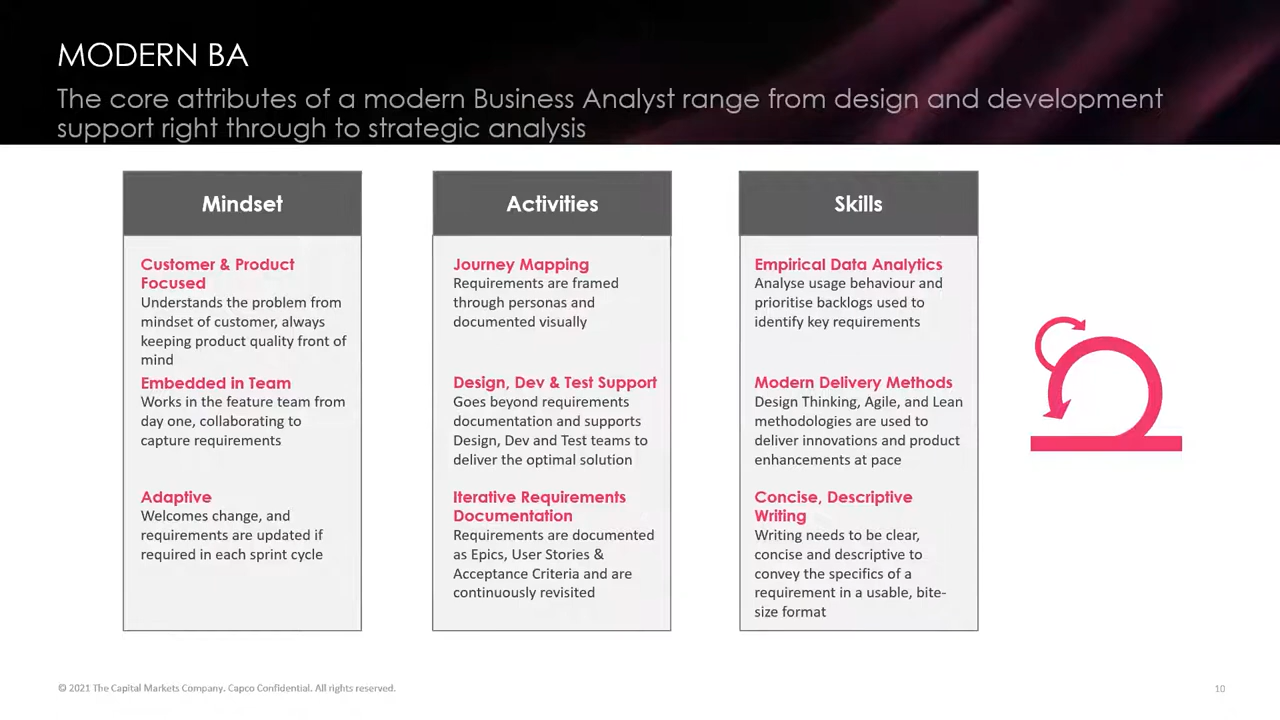 MODERN BA
The core attributes of a modern Business Analyst range from design and development
support right through to strategic analysis
Mindset
Customer & Product
Focused
Understands the problem from
mindset of customer, always
keeping product quality front of
mind
Embedded in Team
Works in the feature team from
day one, collaborating to
capture requirements
Adaptive
Welcomes change, and
requirements are updated if
required in each sprint cycle
Activities
Journey Mapping
Requirements are framed
through personas and
documented visually
Design, Dev & Test Support
Goes beyond requirements
documentation and supports
Design, Dev and Test teams to
deliver the optimal solution
Iterative Requirements
Documentation
Requirements are documented
as Epics, User Stories &
Acceptance Criteria and are
continuously revisited
Skills
Empirical Data Analytics
Analyse usage behaviour and
prioritise backlogs used to
identify key requirements
Modern Delivery Methods
Design Thinking, Agile, and Lean
methodologies are used to
deliver innovations and product
enhancements at pace
Concise, Descriptive
Writing
Writing needs to be clear,
concise and descriptive to
convey the specifics of a
requirement in a usable, bite-
size format
© 2021 The Capital Markets Company. Capco Confidential. All rights reserved.
10